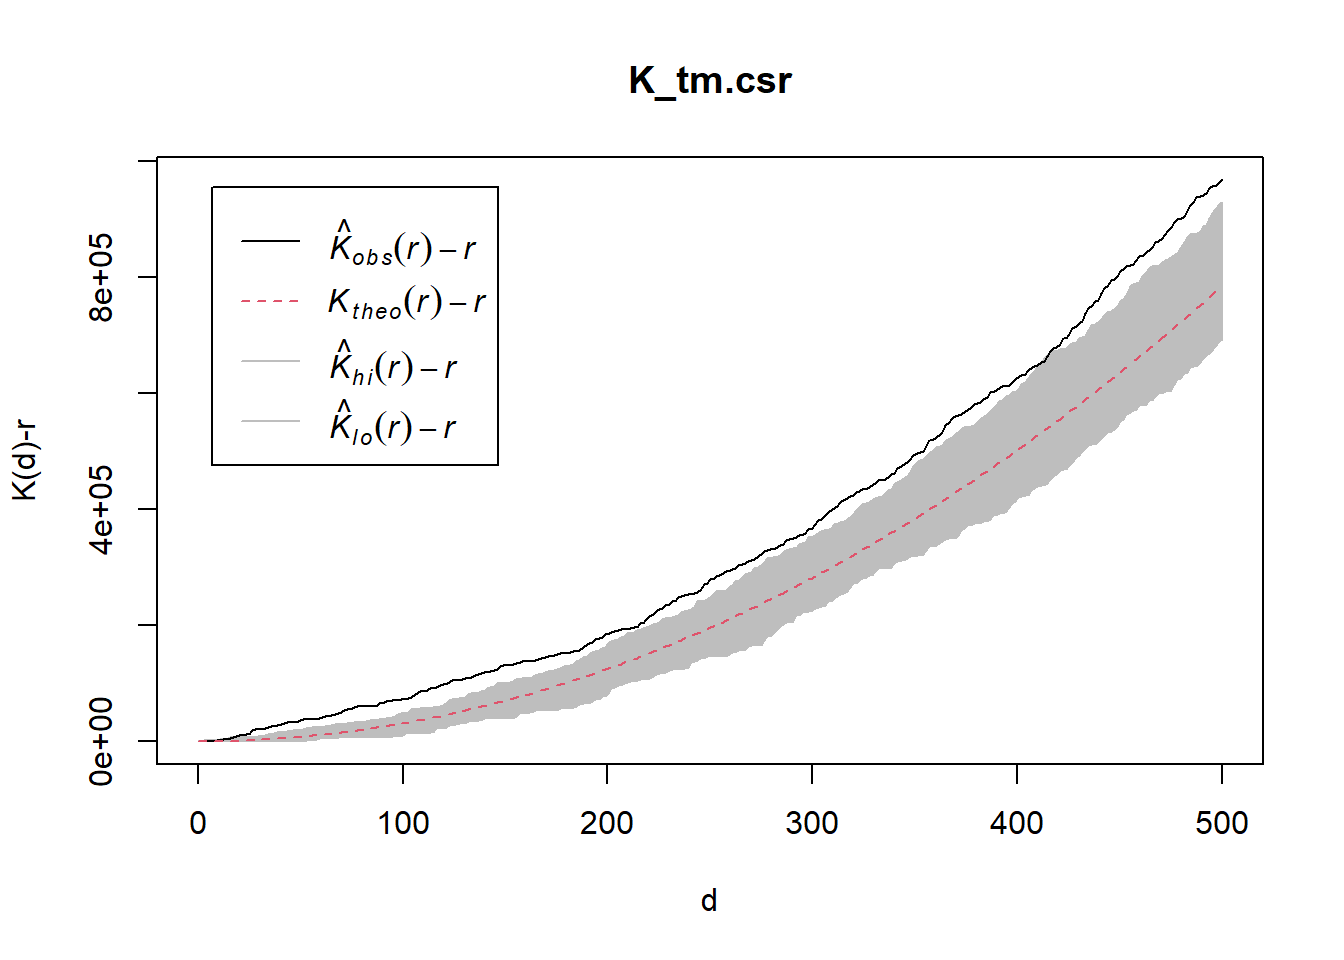 K_tm.csr
K̂obs(r) – r
Ktheo(r) – r
K̂hi(r) – r
K̂lo(r) – r
K(d)-r
8e+05
4e+05
0e+00
0 100 200 300 400 500
d